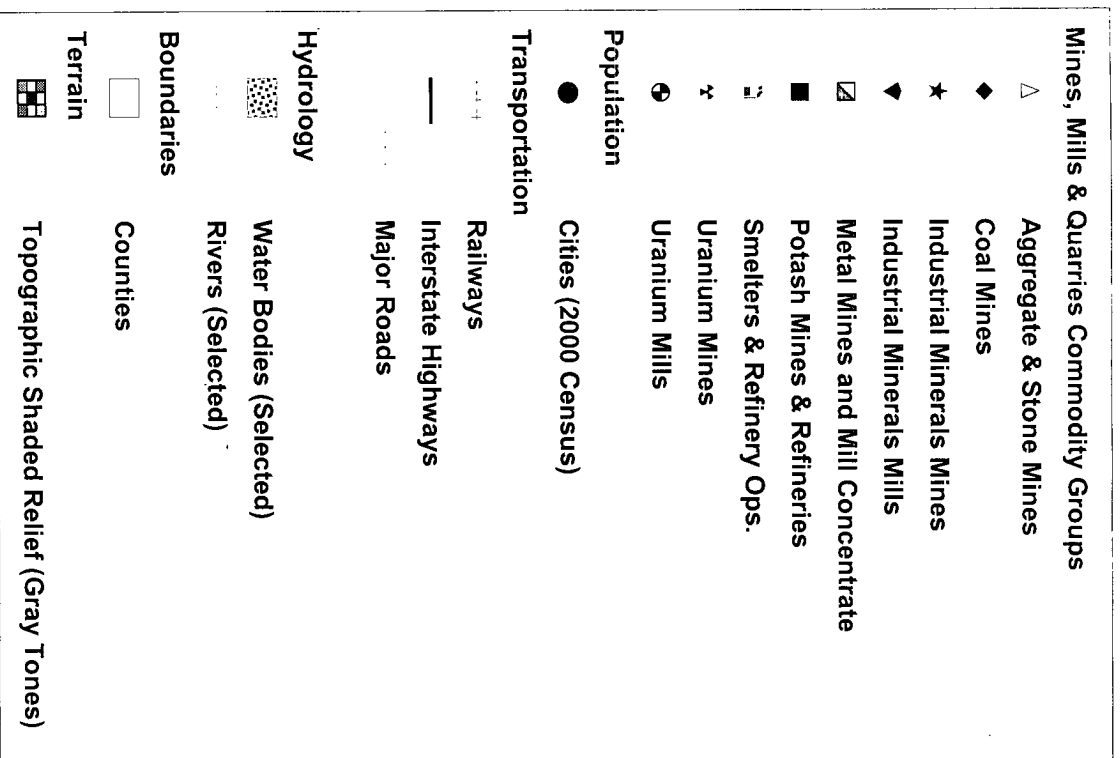 Mines, Mills & Quarries Commodity Groups
Aggregate & Stone Mines
Coal Mines
Industrial Minerals Mines
Industrial Minerals Mills
Metal Mines and Mill Concentrate
Potash Mines & Refineries
Smelters & Refinery Ops.
Uranium Mines
Uranium Mills
Population
Cities (2000 Census)
Transportation
Railways
Interstate Highways
Major Roads
Hydrology
Water Bodies (Selected)
Rivers (Selected)
Boundaries
Counties
Terrain
Topographic Shaded Relief (Gray Tones)